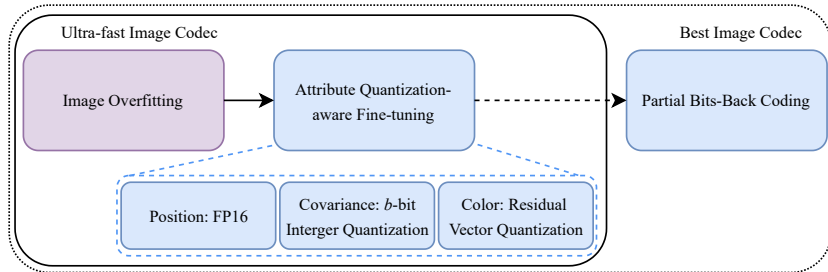 Ultra-fast Image Codec
Best Image Codec
Image Overfitting
Attribute Quantization-
aware Fine-tuning
Partial Bits-Back Coding
Position: FP16
Covariance: b-bit
Interger Quantization
Color: Residual
Vector Quantization